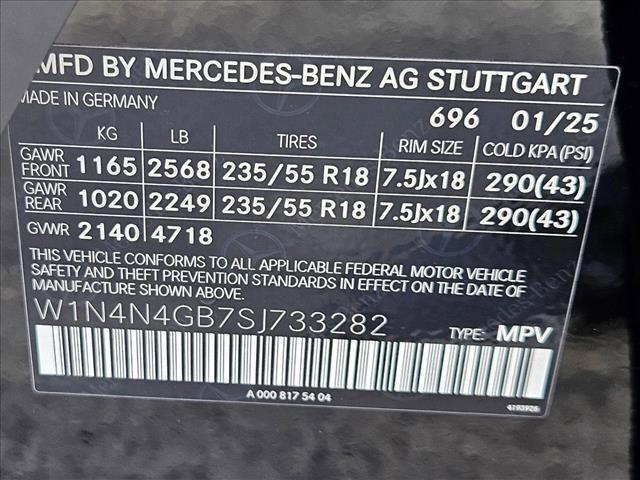 MFD BY MERCEDES-BENZ AG STUTTGART
MADE IN GERMANY 696 01/25
KG LB TIRES RIM SIZE COLD KPA(PSI)
GAWR FRONT 1165 2568 235/55 R18 7.5Jx18 290(43)
GAWR REAR 1020 2249 235/55 R18 7.5Jx18 290(43)
GVWR 2140 4718
THIS VEHICLE CONFORMS TO ALL APPLICABLE FEDERAL MOTOR VEHICLE
SAFETY AND THEFT PREVENTION STANDARDS IN EFFECT ON THE DATE OF
MANUFACTURE SHOWN ABOVE.
W1N4N4GB7SJ733282 TYPE: MPV
A 000 817 54 04
4193926